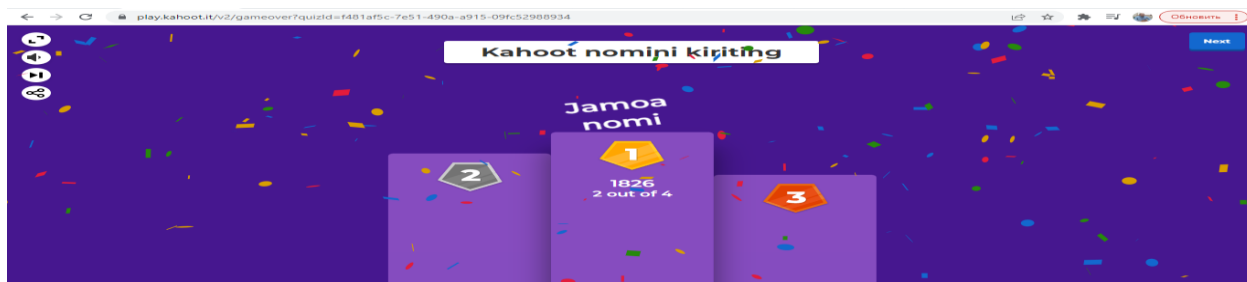 play.kahoot.it/v2/gameover?quizId=f481af5c-7e51-490a-a915-09fc52988934
Обновить
Kahoot nomini kiriting
Next
Jamoa
nomi
1
2
1826
2 out of 4
3